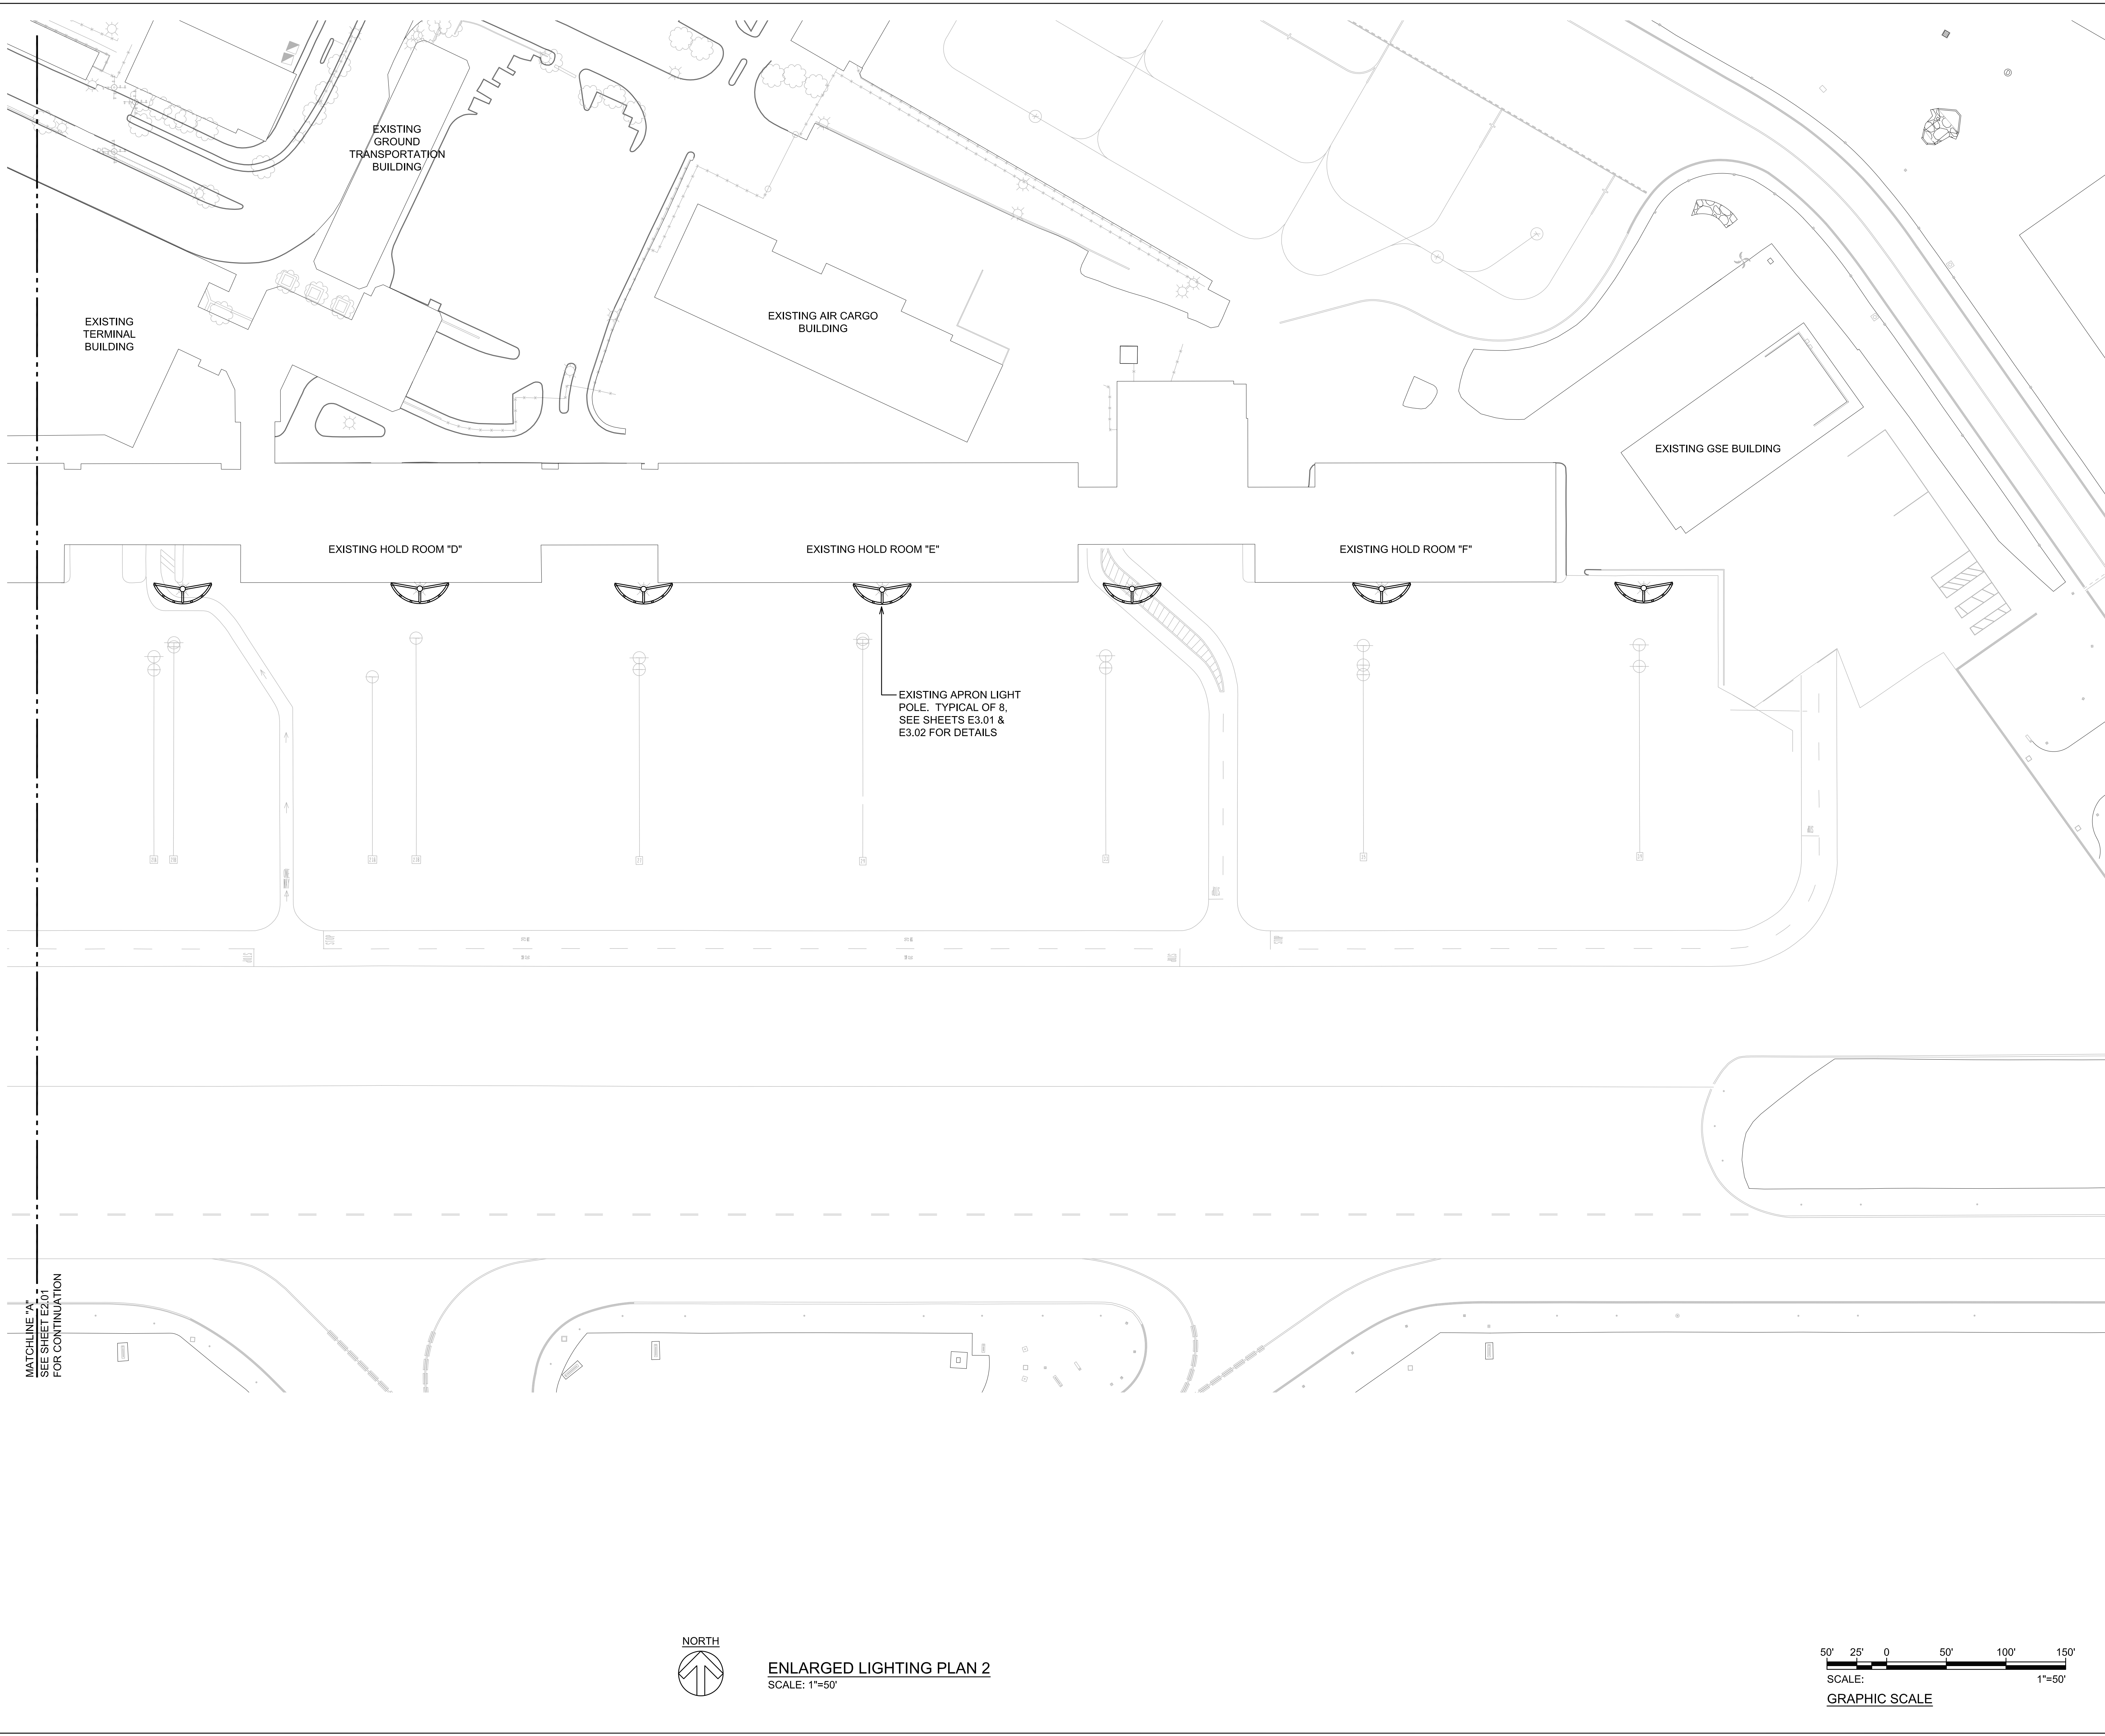 EXISTING
GROUND
TRANSPORTATION
BUILDING
EXISTING
TERMINAL
BUILDING
EXISTING AIR CARGO
BUILDING
EXISTING GSE BUILDING
EXISTING HOLD ROOM "D"
EXISTING HOLD ROOM "E"
EXISTING HOLD ROOM "F"
EXISTING APRON LIGHT
POLE. TYPICAL OF 8,
SEE SHEETS E3.01 &
E3.02 FOR DETAILS
MATCHLINE "A"
SEE SHEET E2.01
FOR CONTINUATION
NORTH
ENLARGED LIGHTING PLAN 2
SCALE: 1"=50'
50' 25' 0 50' 100' 150'
SCALE: 1"=50'
GRAPHIC SCALE